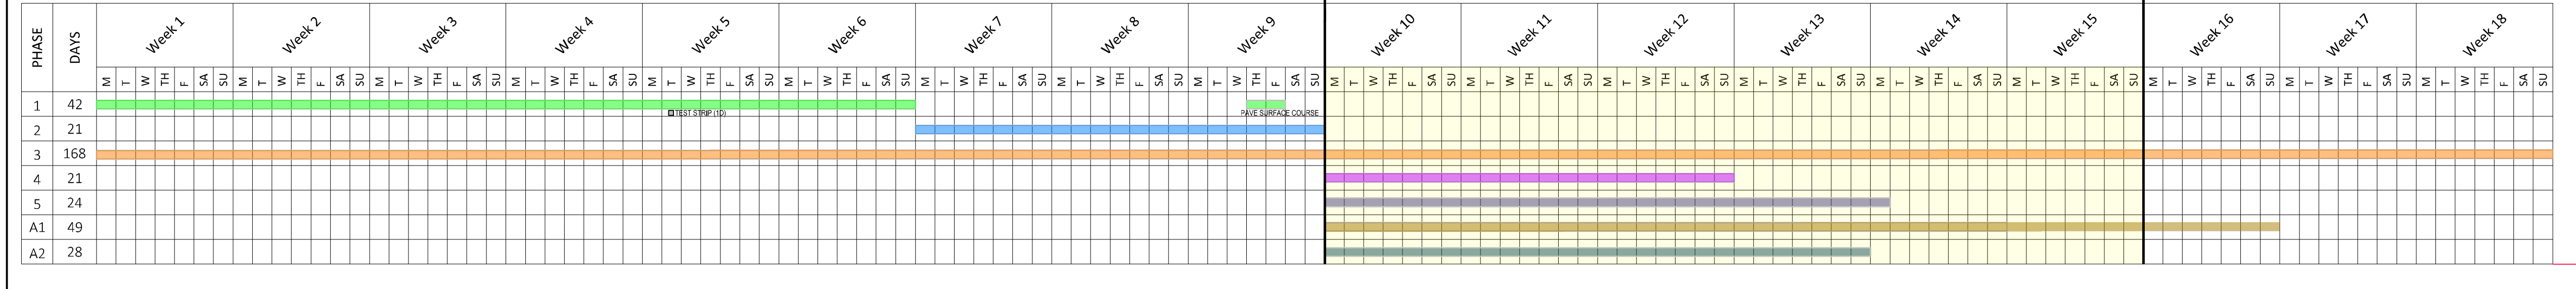 PHASE DAYS Week 1 Week 2 Week 3 Week 4 Week 5 Week 6 Week 7 Week 8 Week 9 Week 10 Week 11 Week 12 Week 13 Week 14 Week 15 Week 16 Week 17 Week 18
M T W TH F SA SU M T W TH F SA SU M T W TH F SA SU M T W TH F SA SU M T W TH F SA SU M T W TH F SA SU M T W TH F SA SU M T W TH F SA SU M T W TH F SA SU M T W TH F SA SU M T W TH F SA SU M T W TH F SA SU M T W TH F SA SU M T W TH F SA SU M T W TH F SA SU M T W TH F SA SU M T W TH F SA SU M T W TH F SA SU
1 42
TEST STRIP (1D) PAVE SURFACE COURSE
2 21
3 168
4 21
5 24
A1 49
A2 28